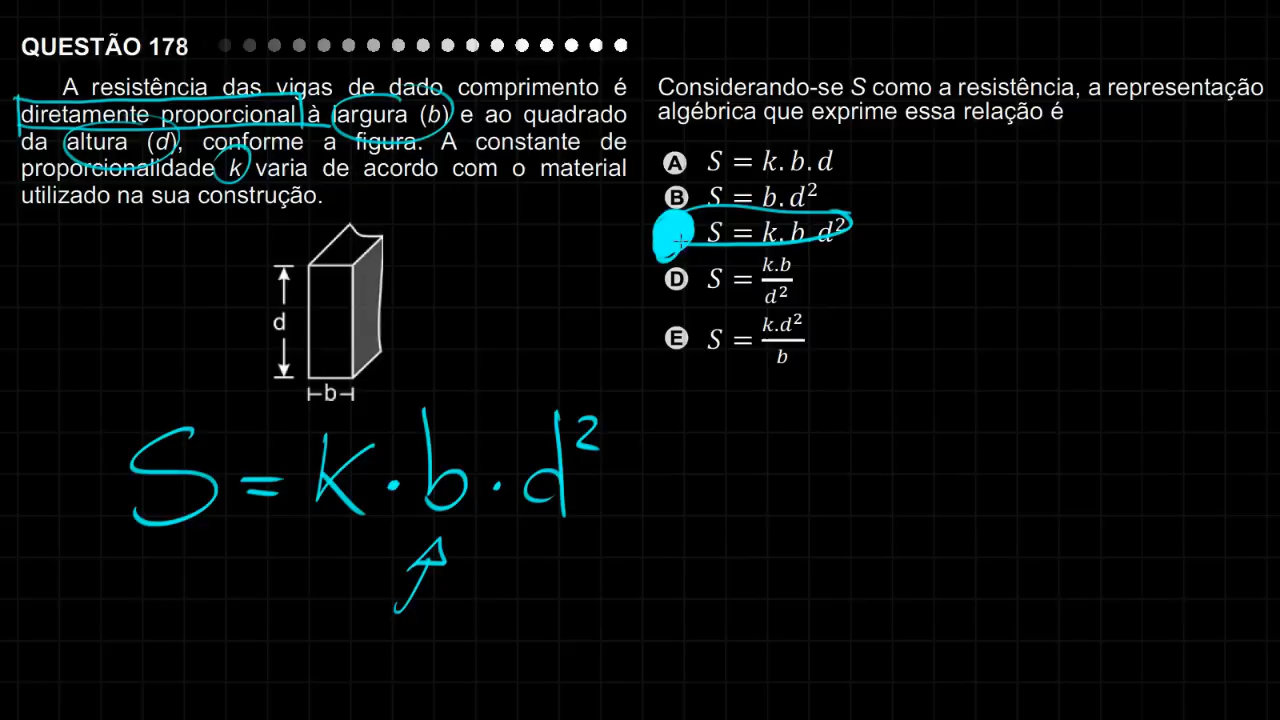 QUESTÃO 178
A resistência das vigas de dado comprimento é
diretamente proporcional à largura (b) e ao quadrado
da altura (d), conforme a figura. A constante de
proporcionalidade k varia de acordo com o material
utilizado na sua construção.
d
b
S = k · b · d²
Considerando-se S como a resistência, a representação
algébrica que exprime essa relação é
A S = k.b.d
B S = b.d²
S = k.b d²
D S = k.b/d²
E S = k.d²/b